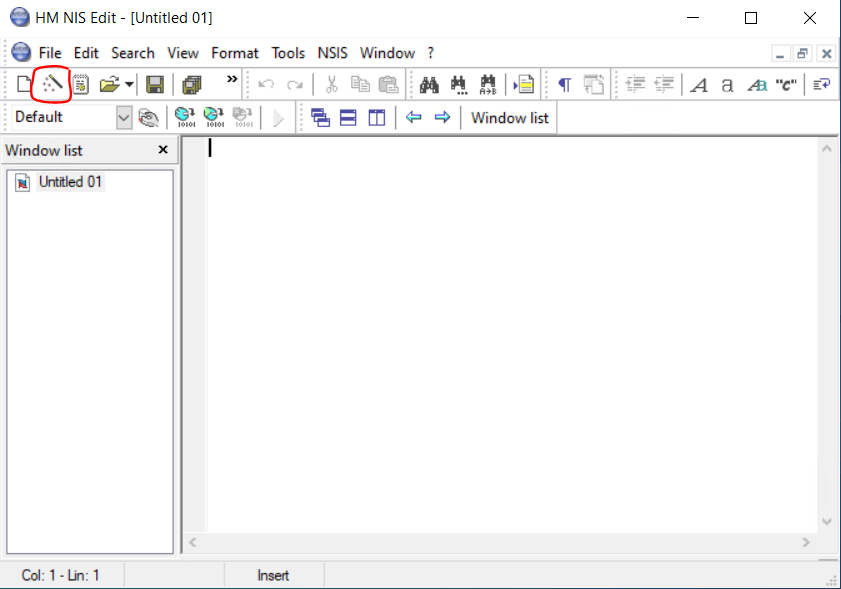 HM NIS Edit - [Untitled 01]
File Edit Search View Format Tools NSIS Window ?
Default Window list
Window list
Untitled 01
Col: 1 - Lin: 1 Insert